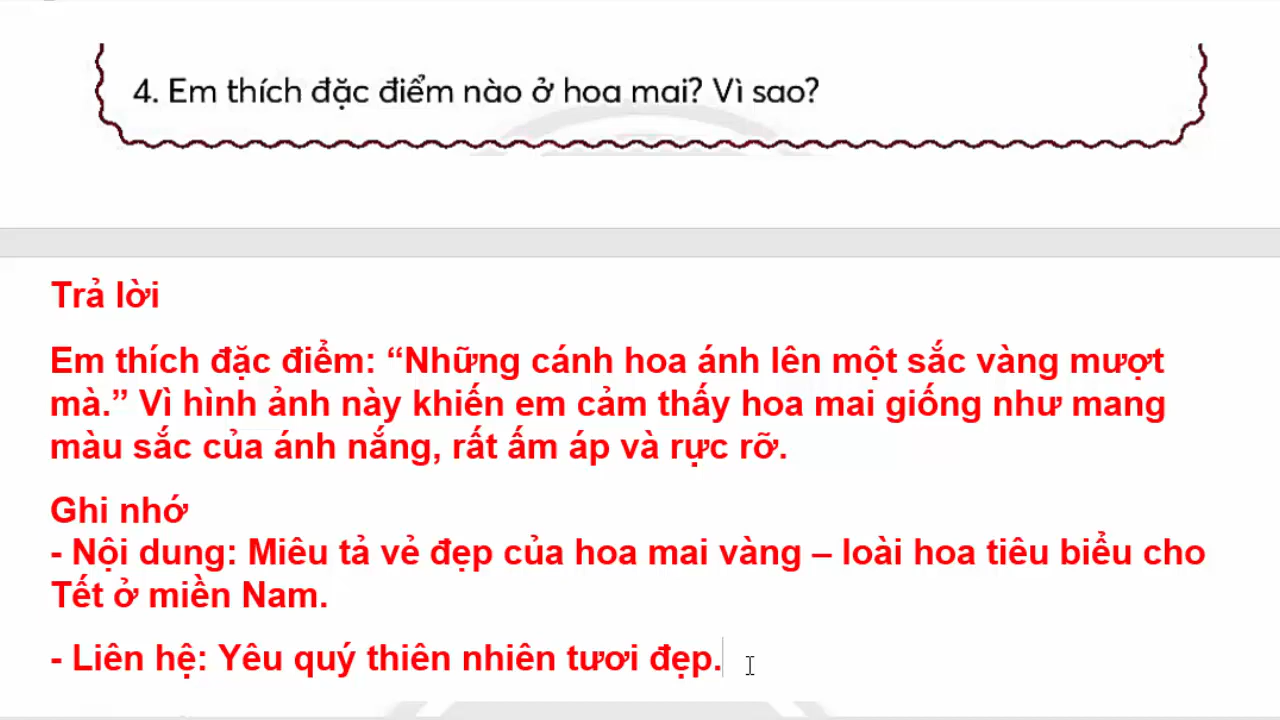 4. Em thích đặc điểm nào ở hoa mai? Vì sao?
Trả lời
Em thích đặc điểm: “Những cánh hoa ánh lên một sắc vàng mượt
mà.” Vì hình ảnh này khiến em cảm thấy hoa mai giống như mang
màu sắc của ánh nắng, rất ấm áp và rực rỡ.
Ghi nhớ
- Nội dung: Miêu tả vẻ đẹp của hoa mai vàng – loài hoa tiêu biểu cho
Tết ở miền Nam.
- Liên hệ: Yêu quý thiên nhiên tươi đẹp.